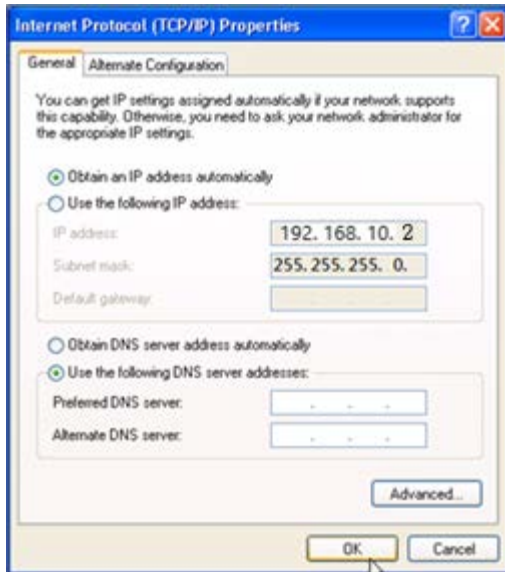 Internet Protocol (TCP/IP) Properties
General
Alternate Configuration
You can get IP settings assigned automatically if your network supports
this capability. Otherwise, you need to ask your network administrator for
the appropriate IP settings.
Obtain an IP address automatically
Use the following IP address:
IP address: 192. 168. 10. 2
Subnet mask: 255. 255. 255. 0.
Default gateway:
Obtain DNS server address automatically
Use the following DNS server addresses:
Preferred DNS server:
Alternate DNS server:
Advanced...
OK
Cancel